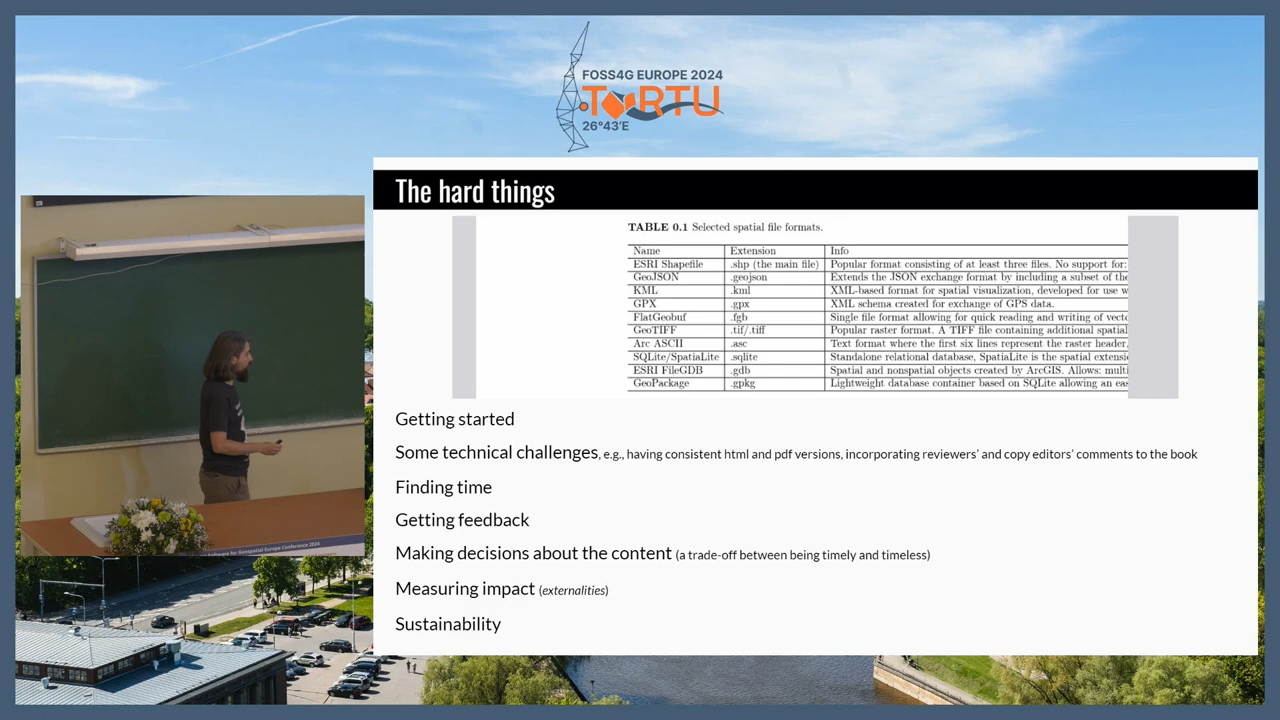 FOSS4G EUROPE 2024
TARTU
26°43'E
The hard things
TABLE 0.1 Selected spatial file formats.
Name Extension Info
ESRI Shapefile .shp (the main file) Popular format consisting of at least three files. No support for:
GeoJSON .geojson Extends the JSON exchange format by including a subset of the
KML .kml XML-based format for spatial visualization, developed for use w
GPX .gpx XML schema created for exchange of GPS data.
FlatGeobuf .fgb Single file format allowing for quick reading and writing of vecto
GeoTIFF .tif/.tiff Popular raster format. A TIFF file containing additional spatial
Arc ASCII .asc Text format where the first six lines represent the raster header,
SQLite/SpatiaLite .sqlite Standalone relational database, SpatiaLite is the spatial extensio
ESRI FileGDB .gdb Spatial and nonspatial objects created by ArcGIS. Allows: multi
GeoPackage .gpkg Lightweight database container based on SQLite allowing an eas
Getting started
Some technical challenges, e.g., having consistent html and pdf versions, incorporating reviewers' and copy editors' comments to the book
Finding time
Getting feedback
Making decisions about the content (a trade-off between being timely and timeless)
Measuring impact (externalities)
Sustainability
Software for Geospatial Europe Conference 2024